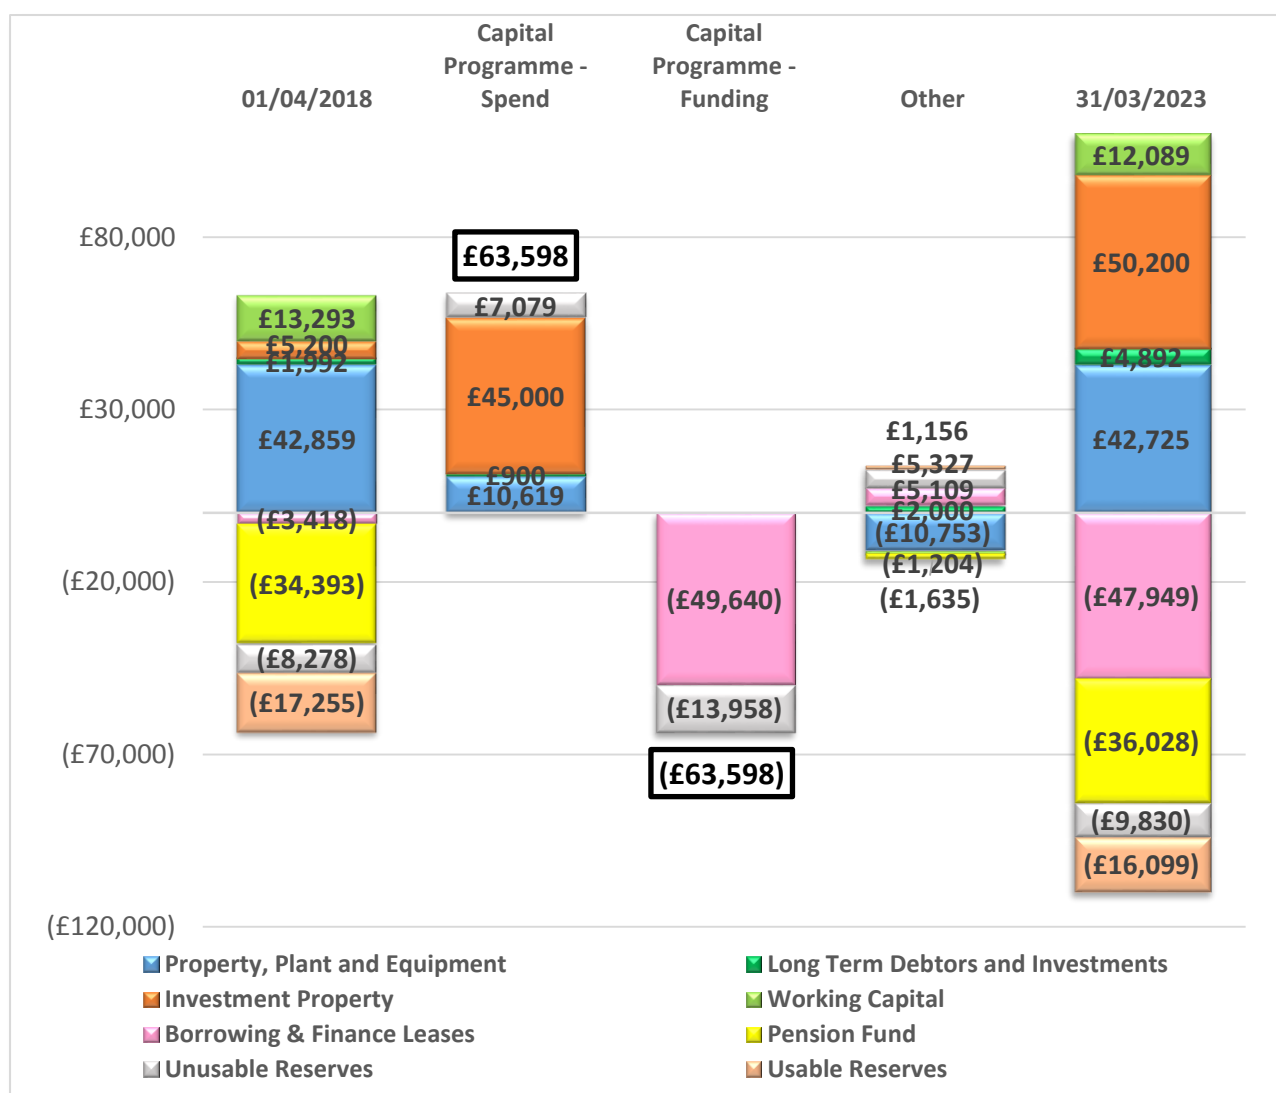 Capital
Programme -
Spend
Capital
Programme -
Funding
01/04/2018
Other
31/03/2023
£80,000
£30,000
(£20,000)
(£70,000)
(£120,000)
£13,293
£5,200
£1,992
£42,859
(£3,418)
(£34,393)
(£8,278)
(£17,255)
£63,598
£7,079
£45,000
£900
£10,619
(£49,640)
(£13,958)
(£63,598)
£1,156
£5,327
£5,109
£2,000
(£10,753)
(£1,204)
(£1,635)
£12,089
£50,200
£4,892
£42,725
(£47,949)
(£36,028)
(£9,830)
(£16,099)
Property, Plant and Equipment
Long Term Debtors and Investments
Investment Property
Working Capital
Borrowing & Finance Leases
Pension Fund
Unusable Reserves
Usable Reserves